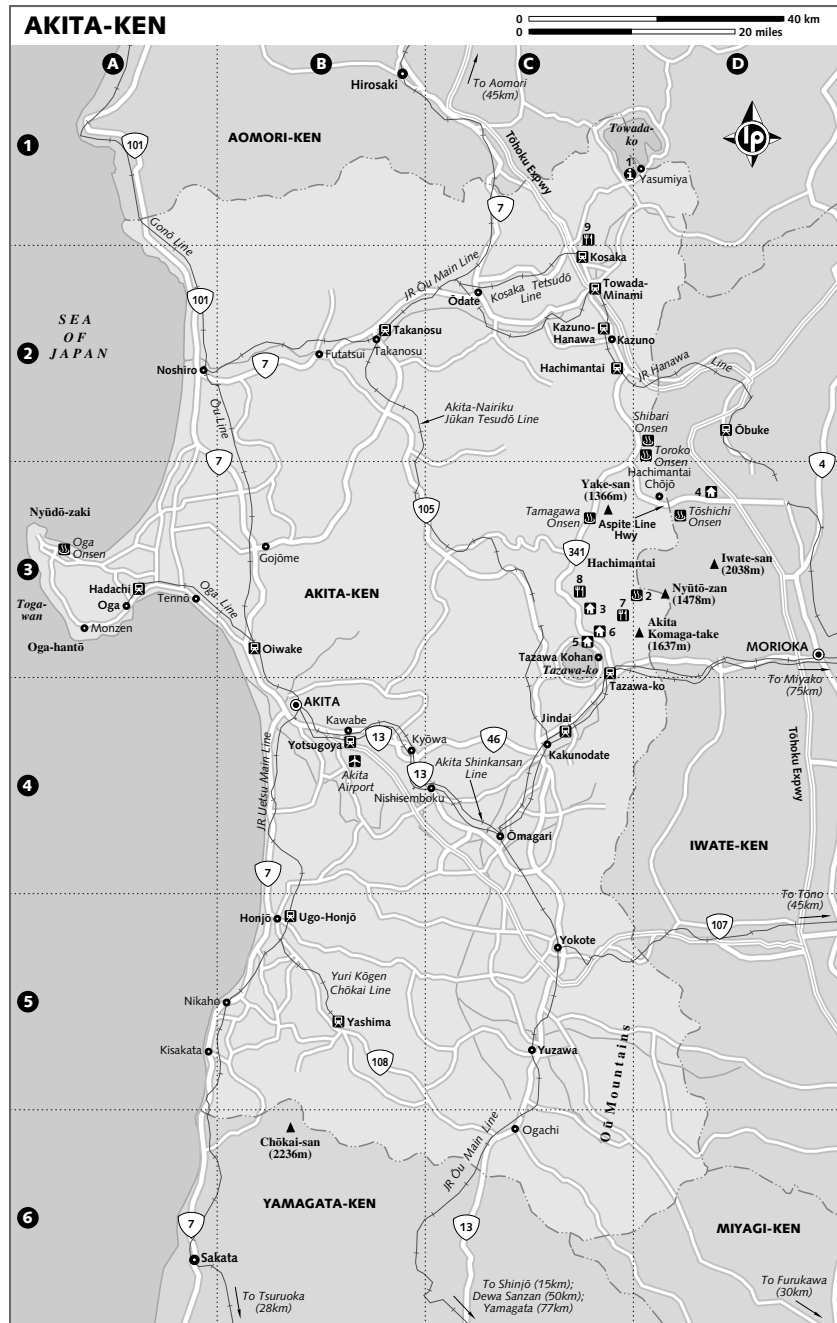 AKITA-KEN
0 40 km
0 20 miles
A
B
C
D
To Aomori
(45km)
Hirosaki
1
AOMORI-KEN
101
Tōhoku Expwy
Towada-
ko
1
Yasumiya
lp
7
Gonō Line
9
Kosaka
JR Ōu Main Line
Kosaka Tetsudō
Line
Towada-
Minami
101
Ōdate
SEA
OF
JAPAN
Takanosu
Takanosu
Kazuno-
Hanawa
Kazuno
2
Futatsui
7
Noshiro
Hachimantai
JR Hanawa Line
Ōu Line
Akita-Nairiku
Jūkan Tesudō Line
Shibari
Onsen
Ōbuke
Toroko
Onsen
7
4
Hachimantai
Chōjō
Yake-san
(1366m)
4
Nyūdō-zaki
105
Tamagawa
Onsen
Aspite Line
Hwy
Tōshichi
Onsen
Oga
Onsen
Gojōme
341
Hachimantai
Iwate-san
(2038m)
3
Hadachi
Oga Line
AKITA-KEN
8
2
Nyūtō-zan
(1478m)
Toga-
wan
Oga
Tennō
3
7
Monzen
6
Akita
Komaga-take
(1637m)
Oga-hantō
Oiwake
5
MORIOKA
Tazawa Kohan
Tazawa-ko
Tazawa-ko
To Miyako
(75km)
AKITA
Kawabe
Jindai
Yotsugoya
13
Kyōwa
46
Kakunodate
JR Uetsu Main Line
Akita
Airport
13
Akita Shinkansan
Line
Tōhoku Expwy
4
Nishisemboku
Ōmagari
IWATE-KEN
7
To Tōno
(45km)
Honjō
Ugo-Honjō
107
Yokote
Yuri Kōgen
Chōkai Line
5
Nikaho
Yashima
Kisakata
Yuzawa
108
Oū Mountains
Chōkai-san
(2236m)
Ogachi
JR Ōu Main Line
YAMAGATA-KEN
6
7
13
MIYAGI-KEN
Sakata
To Tsuruoka
(28km)
To Shinjō (15km);
Dewa Sanzan (50km);
Yamagata (77km)
To Furukawa
(30km)